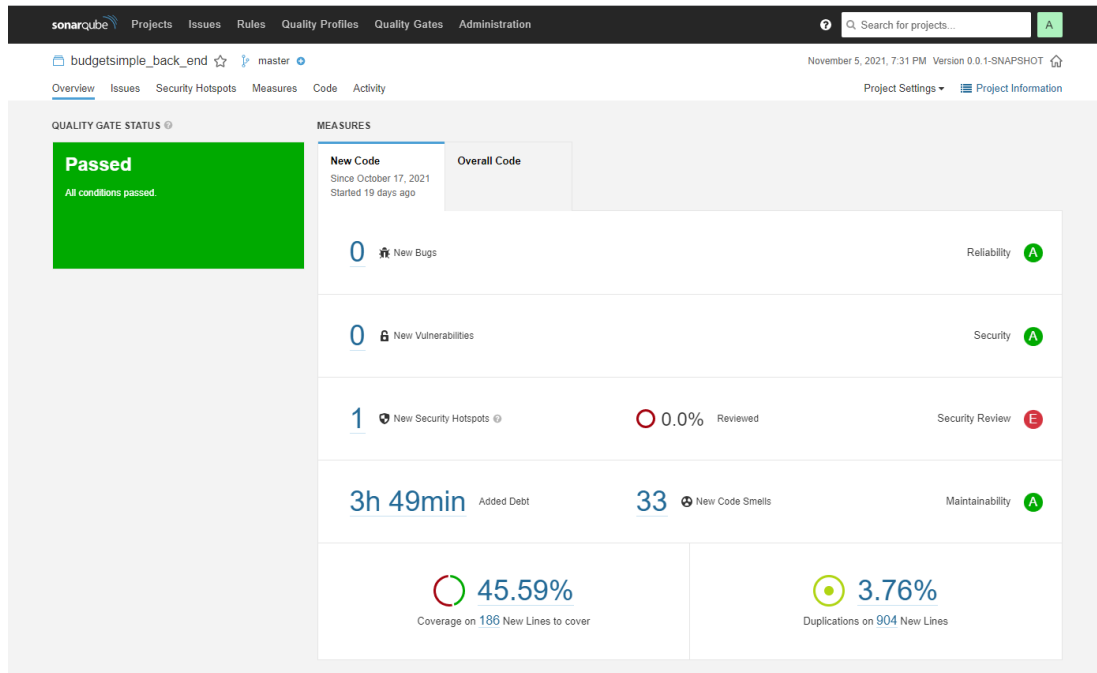 sonarqube Projects Issues Rules Quality Profiles Quality Gates Administration ? Search for projects... A
budgetsimple_back_end master November 5, 2021, 7:31 PM Version 0.0.1-SNAPSHOT
Overview Issues Security Hotspots Measures Code Activity Project Settings Project Information
QUALITY GATE STATUS ?
Passed
All conditions passed.
MEASURES
New Code
Since October 17, 2021
Started 19 days ago
Overall Code
0 New Bugs Reliability A
0 New Vulnerabilities Security A
1 New Security Hotspots ? 0.0% Reviewed Security Review E
3h 49min Added Debt 33 New Code Smells Maintainability A
45.59%
Coverage on 186 New Lines to cover
3.76%
Duplications on 904 New Lines